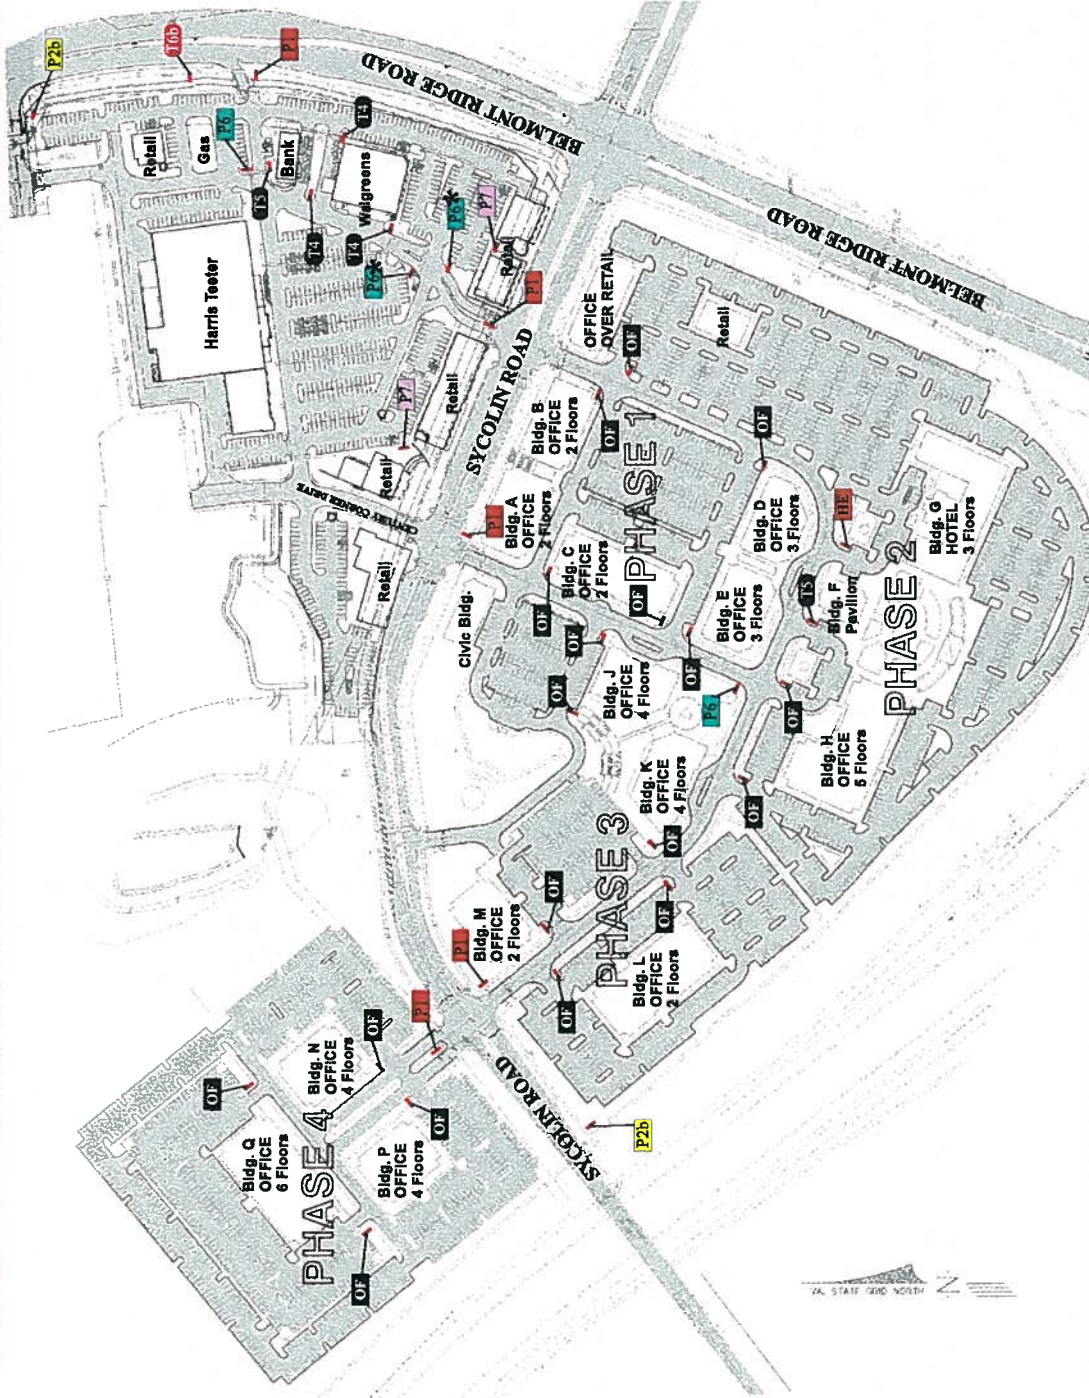 P2b
T6b
P1
BELMONT RIDGE ROAD
Retail
Gas
P6
Bank
T5
T4
Walgreens
T4
T4
P6*
P6*
P7
Retail
P1
Harris Teeter
BELMONT RIDGE ROAD
OFFICE
OVER RETAIL
OF
Retail
SYCOLIN ROAD
Retail
P7
Retail
CENTURY CORNER DRIVE
Retail
Bldg. B
OFFICE
2 Floors
OF
PHASE 1
P1
Bldg. A
OFFICE
2 Floors
OF
Bldg. D
OFFICE
3 Floors
HE
Bldg. G
HOTEL
3 Floors
Civic Bldg.
Bldg. C
OFFICE
2 Floors
OF
OF
OF
Bldg. E
OFFICE
3 Floors
T5
Bldg. F
Pavilion
PHASE 2
OF
Bldg. J
OFFICE
4 Floors
OF
P6
OF
Bldg. H
OFFICE
5 Floors
Bldg. K
OFFICE
4 Floors
OF
OF
PHASE 3
OF
OF
Bldg. M
OFFICE
2 Floors
P1
Bldg. L
OFFICE
2 Floors
OF
P1
OF
Bldg. N
OFFICE
4 Floors
OF
PHASE 4
OF
SYCOLIN ROAD
P2b
Bldg. Q
OFFICE
6 Floors
Bldg. P
OFFICE
4 Floors
OF
VA. STATE GRID NORTH